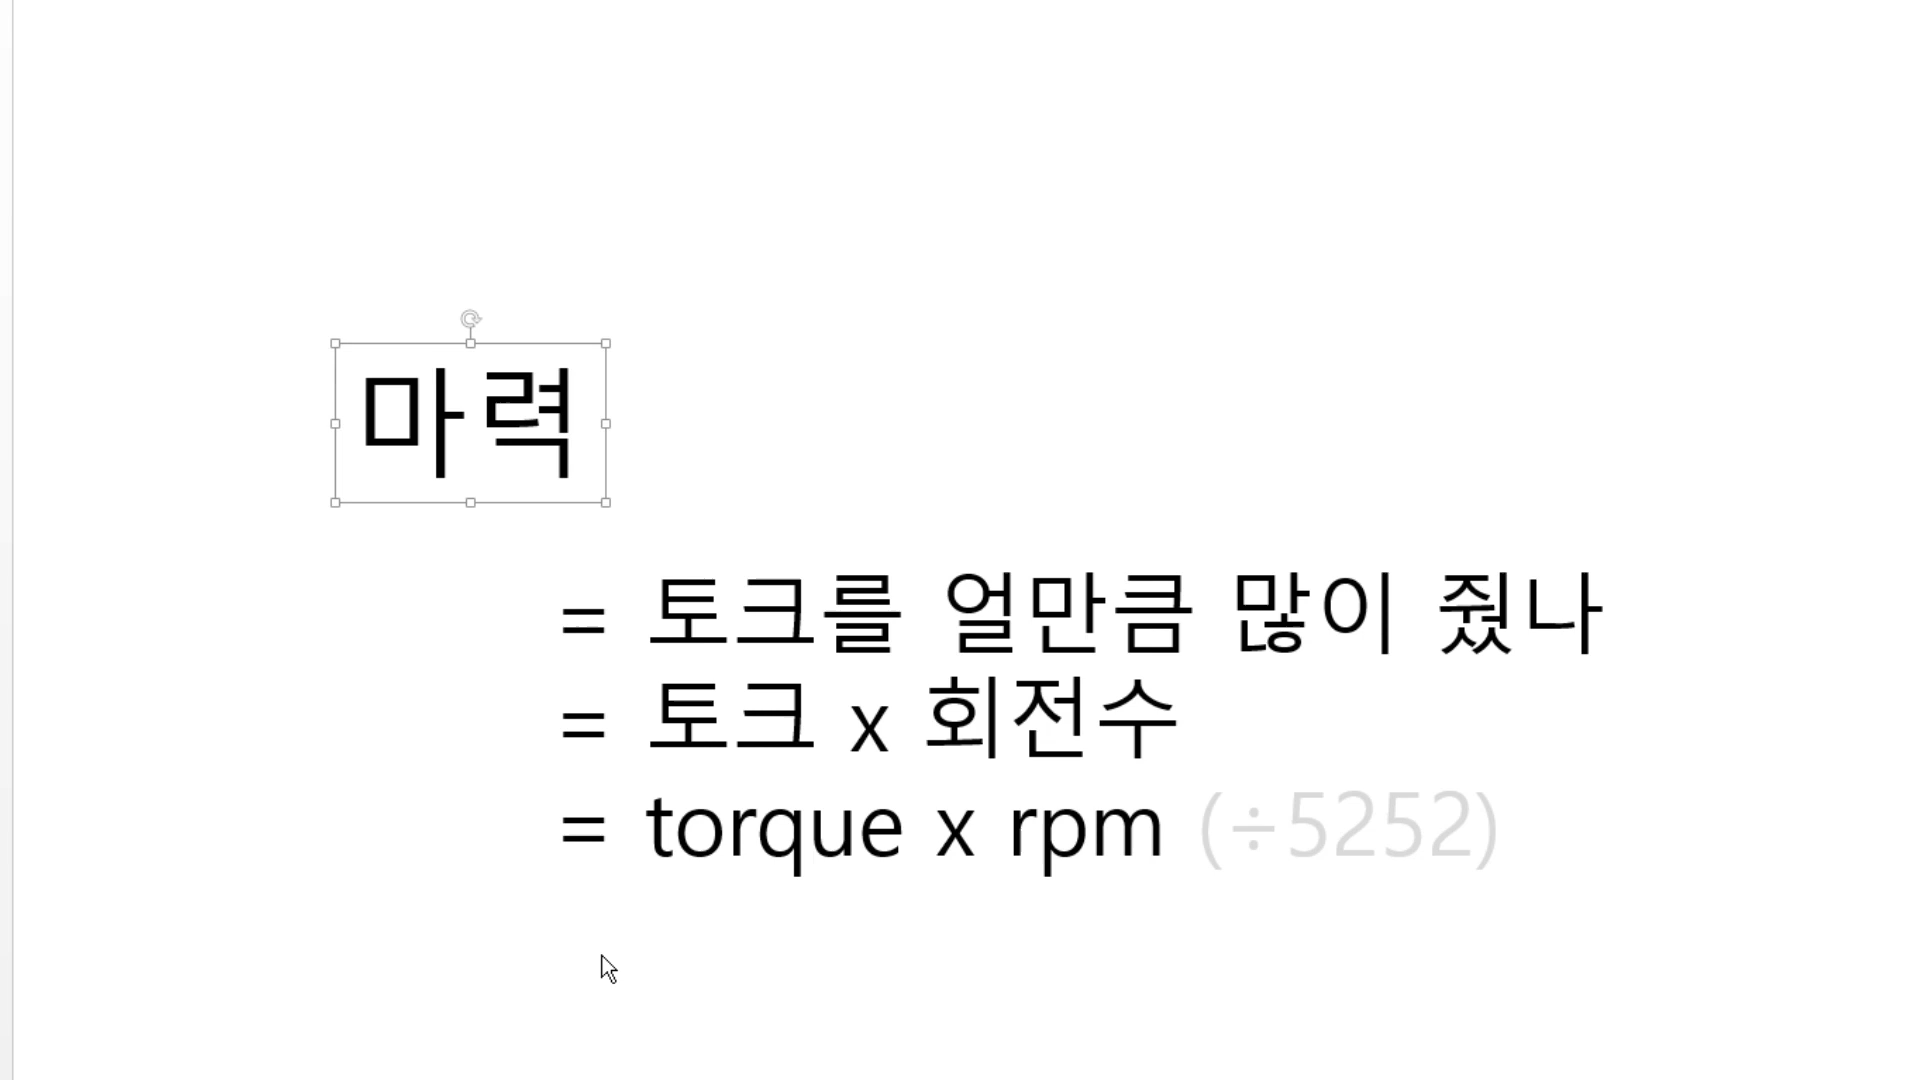 마력
= 토크를 얼만큼 많이 줬나
= 토크 x 회전수
= torque x rpm (÷5252)